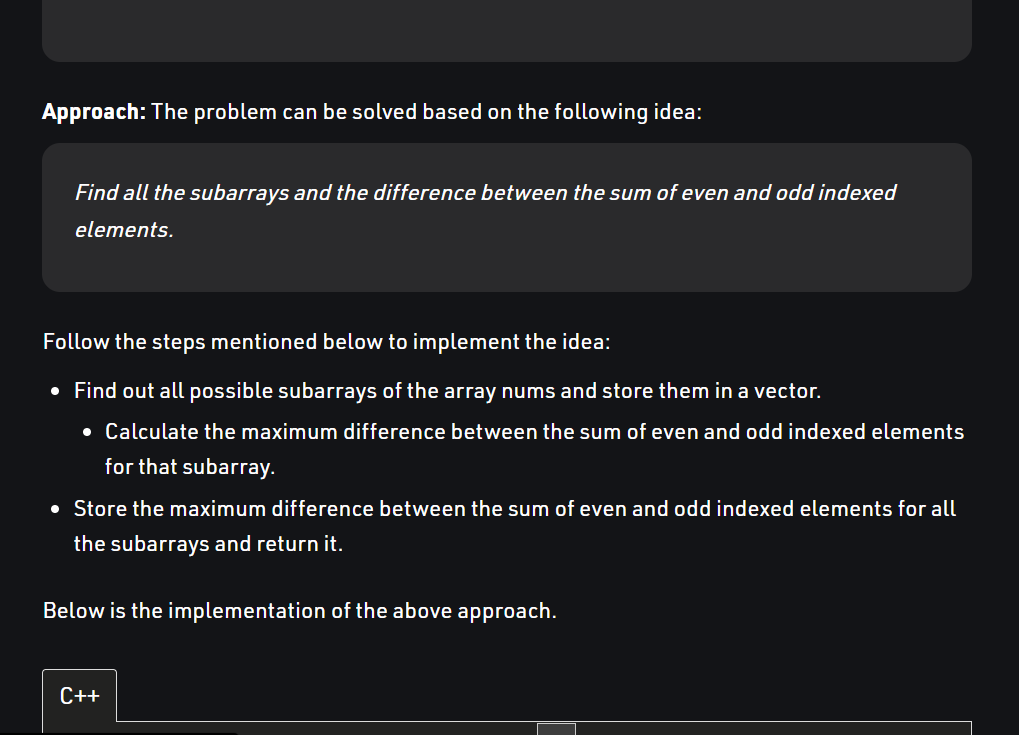 Approach: The problem can be solved based on the following idea:
Find all the subarrays and the difference between the sum of even and odd indexed
elements.
Follow the steps mentioned below to implement the idea:
Find out all possible subarrays of the array nums and store them in a vector.
Calculate the maximum difference between the sum of even and odd indexed elements
for that subarray.
Store the maximum difference between the sum of even and odd indexed elements for all
the subarrays and return it.
Below is the implementation of the above approach.
C++